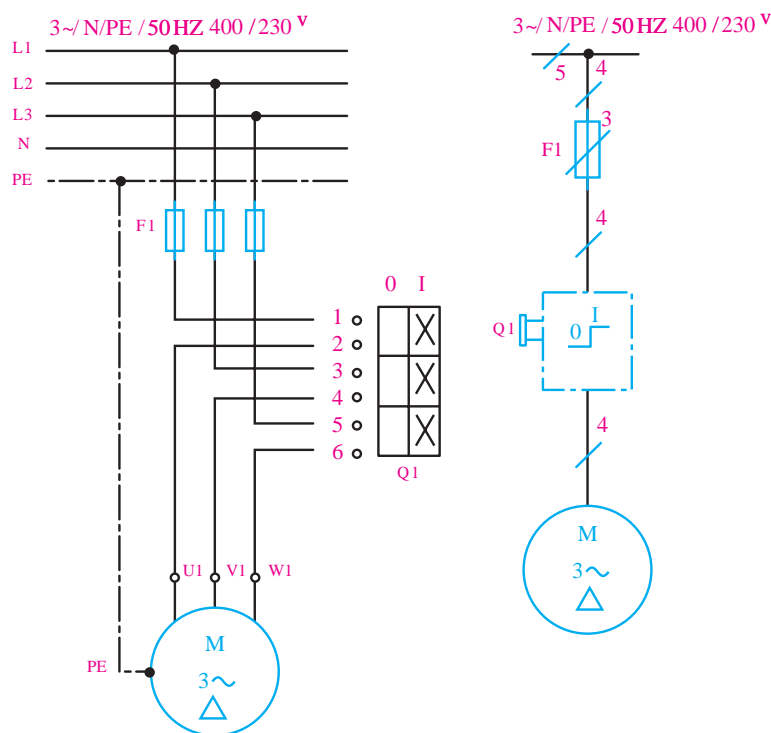 3~/ N/PE / 50 HZ 400 / 230 V
L1
L2
L3
N
PE
F1
0 I
1
2
3
4
5
6
Q1
U1 V1 W1
PE
M
3~
3~/ N/PE / 50 HZ 400 / 230 V
5 4
3
F1
4
Q1
0 I
4
M
3~